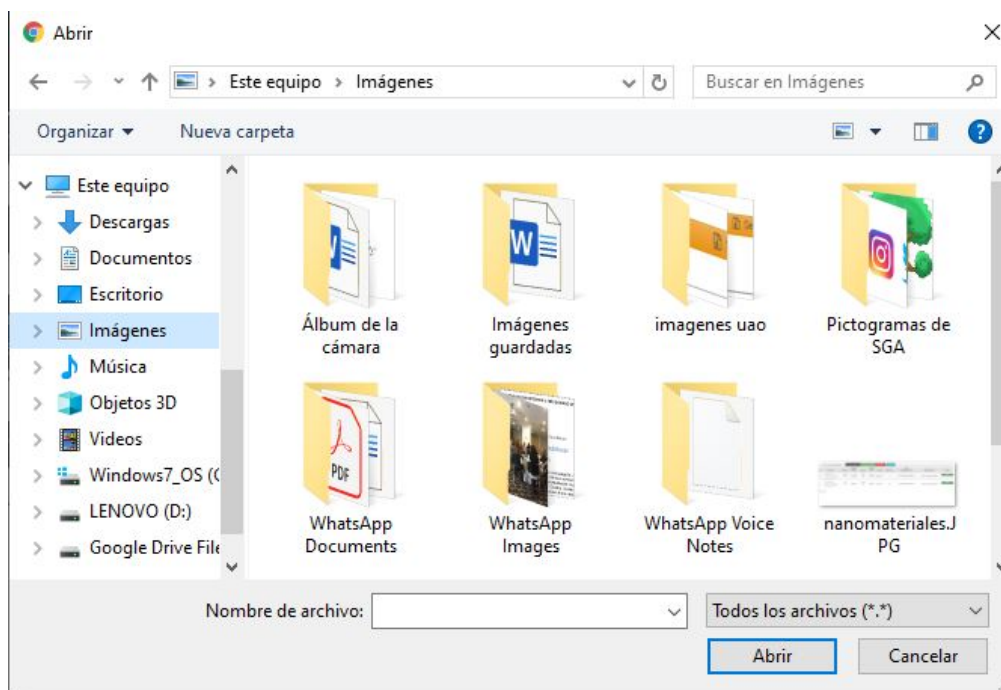 Abrir
Este equipo > Imágenes
Buscar en Imágenes
Organizar
Nueva carpeta
Este equipo
Descargas
Documentos
Escritorio
Imágenes
Música
Objetos 3D
Videos
Windows7_OS (C
LENOVO (D:)
Google Drive File
Álbum de la
cámara
Imágenes
guardadas
imagenes uao
Pictogramas de
SGA
WhatsApp
Documents
WhatsApp
Images
WhatsApp Voice
Notes
nanomateriales.J
PG
Nombre de archivo:
Todos los archivos (*.*)
Abrir
Cancelar